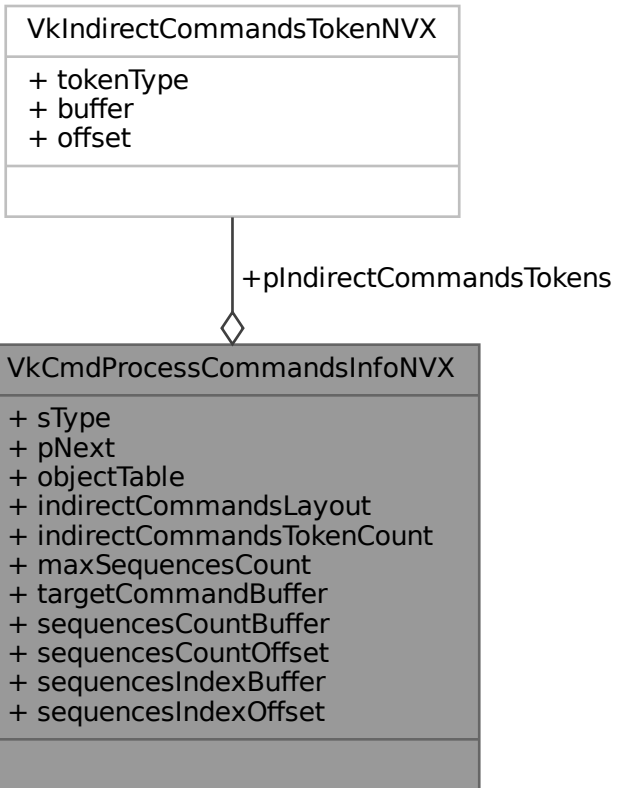 VkIndirectCommandsTokenNVX
+ tokenType
+ buffer
+ offset
+pIndirectCommandsTokens
VkCmdProcessCommandsInfoNVX
+ sType
+ pNext
+ objectTable
+ indirectCommandsLayout
+ indirectCommandsTokenCount
+ maxSequencesCount
+ targetCommandBuffer
+ sequencesCountBuffer
+ sequencesCountOffset
+ sequencesIndexBuffer
+ sequencesIndexOffset